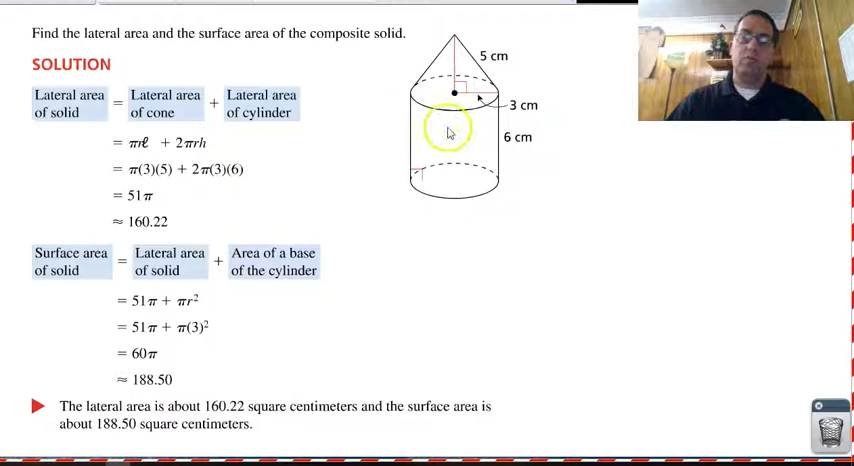 Find the lateral area and the surface area of the composite solid.
SOLUTION
Lateral area of solid = Lateral area of cone + Lateral area of cylinder
= πrℓ + 2πrh
= π(3)(5) + 2π(3)(6)
= 51π
≈ 160.22
Surface area of solid = Lateral area of solid + Area of a base of the cylinder
= 51π + πr²
= 51π + π(3)²
= 60π
≈ 188.50
The lateral area is about 160.22 square centimeters and the surface area is
about 188.50 square centimeters.
5 cm
3 cm
6 cm